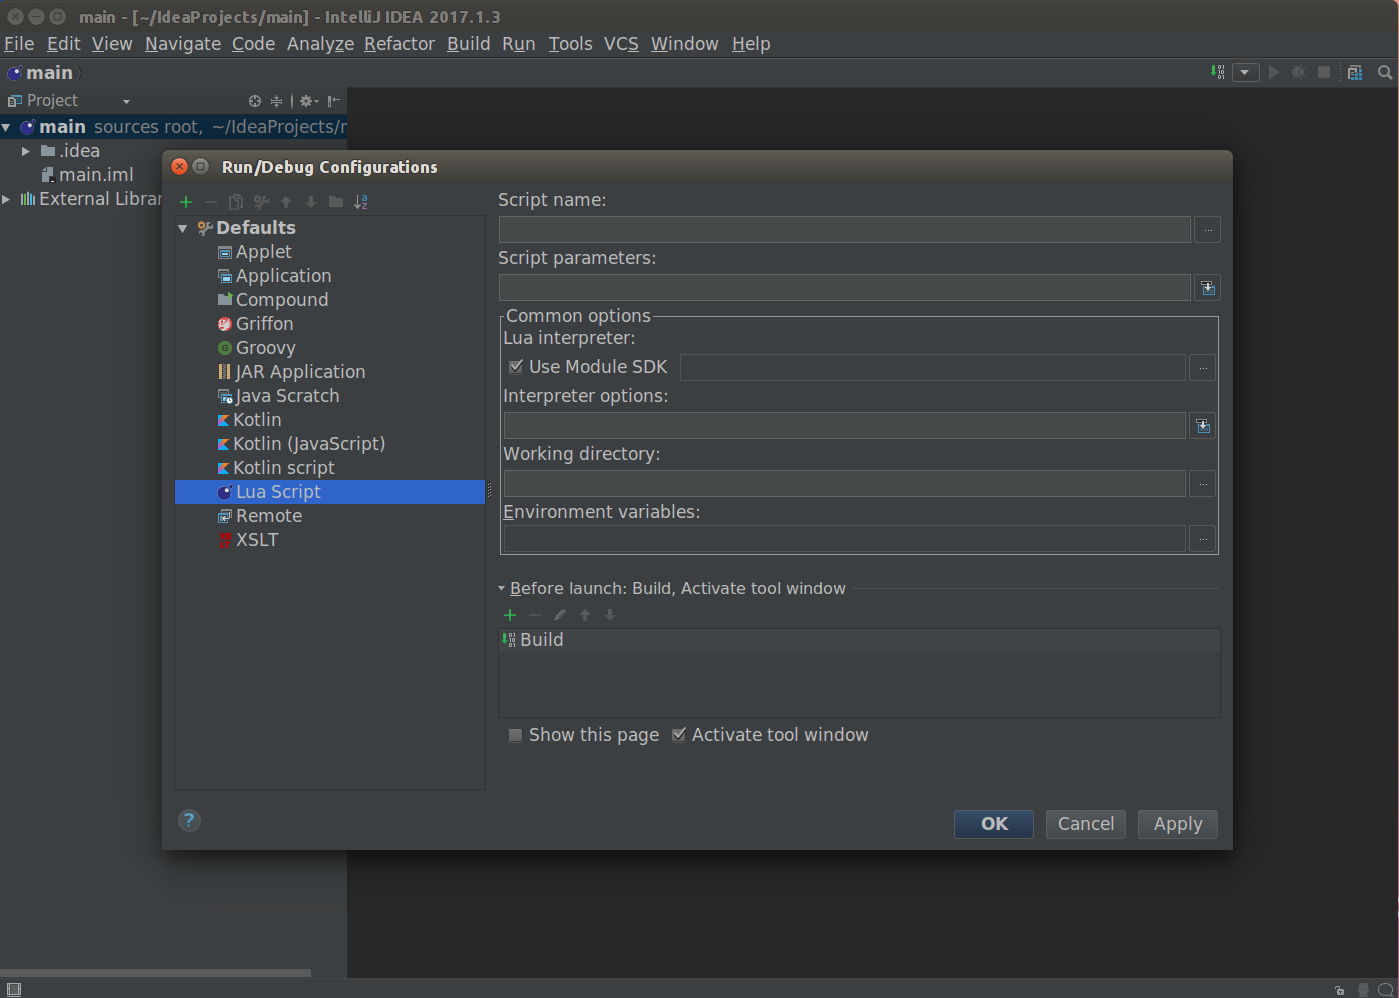 main - [~/IdeaProjects/main] - IntelliJ IDEA 2017.1.3
File Edit View Navigate Code Analyze Refactor Build Run Tools VCS Window Help
main
Project
main sources root, ~/IdeaProjects/r
.idea
main.iml
External Librar
Run/Debug Configurations
Defaults
Applet
Application
Compound
Griffon
Groovy
JAR Application
Java Scratch
Kotlin
Kotlin (JavaScript)
Kotlin script
Lua Script
Remote
XSLT
Script name:
...
Script parameters:
Common options
Lua interpreter:
Use Module SDK
...
Interpreter options:
Working directory:
...
Environment variables:
...
Before launch: Build, Activate tool window
Build
Show this page Activate tool window
?
OK Cancel Apply